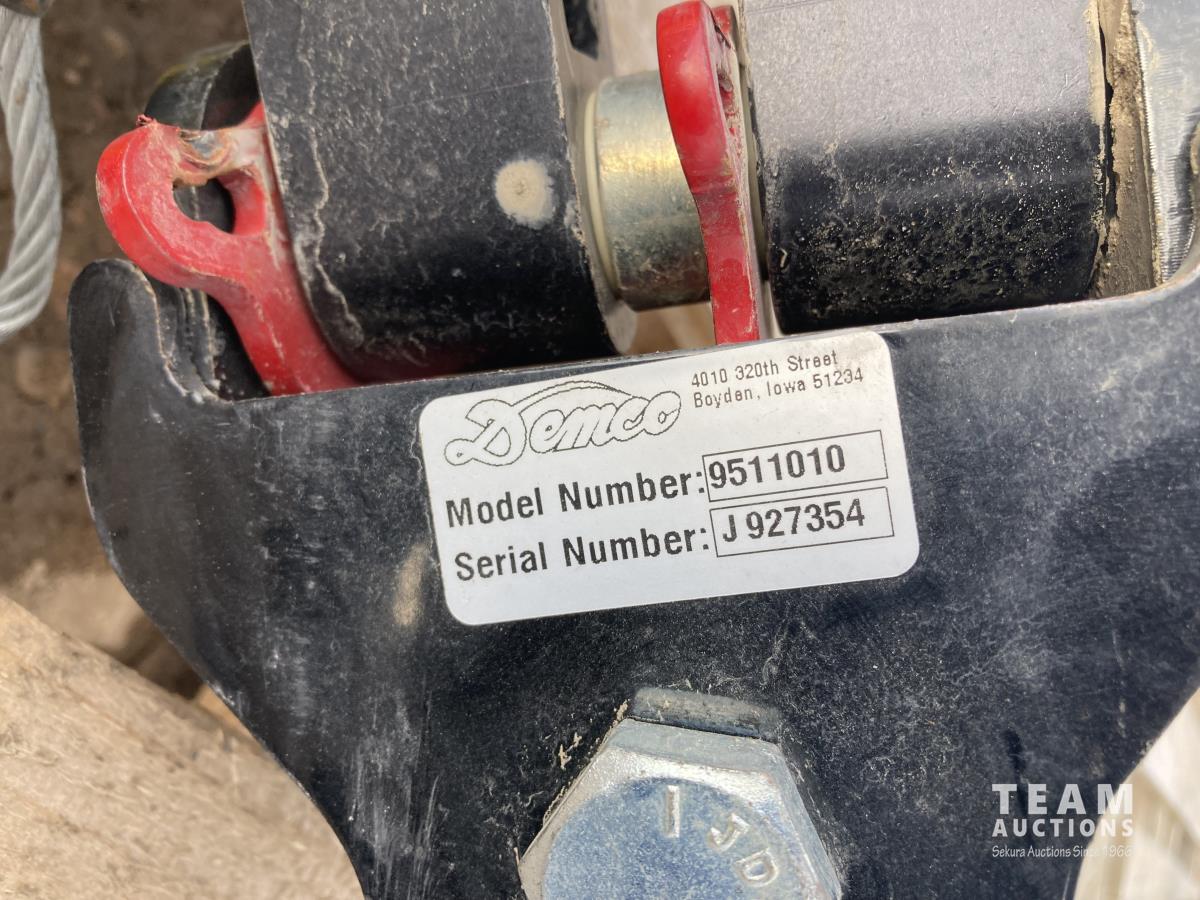 Demco
4010 320th Street
Boyden, Iowa 51234
Model Number: 9511010
Serial Number: J 927354
JD
TEAM
AUCTIONS
Sekura Auctions Since 1966